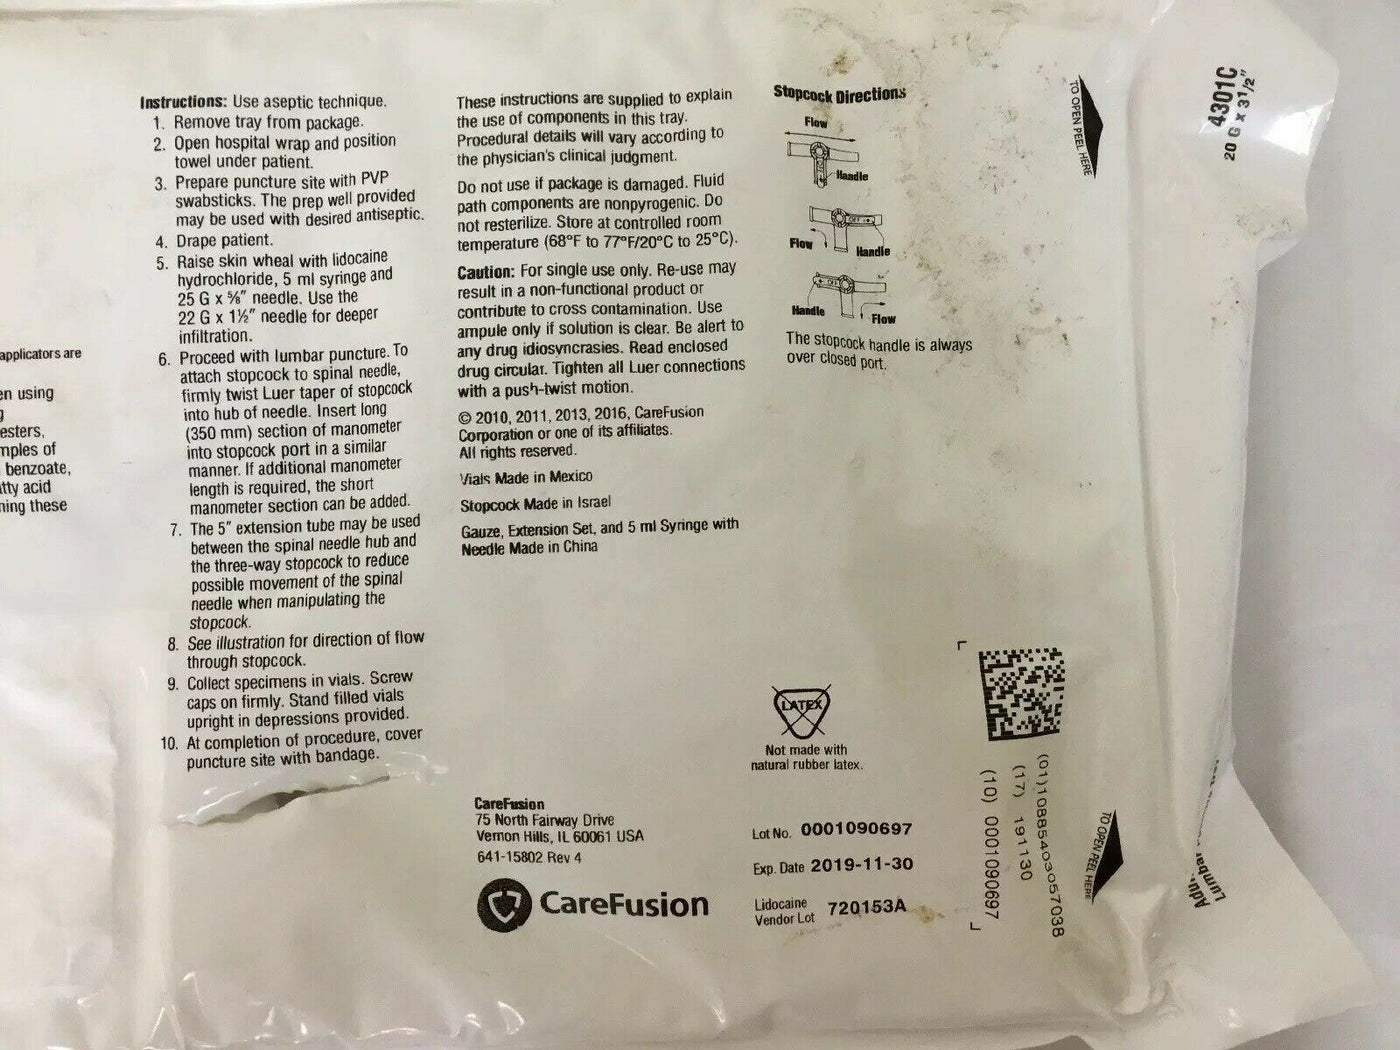 applicators are
en using
g
esters,
mples of
benzoate,
tty acid
ning these
Instructions: Use aseptic technique.
1. Remove tray from package.
2. Open hospital wrap and position
towel under patient.
3. Prepare puncture site with PVP
swabsticks. The prep well provided
may be used with desired antiseptic.
4. Drape patient.
5. Raise skin wheal with lidocaine
hydrochloride, 5 ml syringe and
25 G x ⅝" needle. Use the
22 G x 1½" needle for deeper
infiltration.
6. Proceed with lumbar puncture. To
attach stopcock to spinal needle,
firmly twist Luer taper of stopcock
into hub of needle. Insert long
(350 mm) section of manometer
into stopcock port in a similar
manner. If additional manometer
length is required, the short
manometer section can be added.
7. The 5" extension tube may be used
between the spinal needle hub and
the three-way stopcock to reduce
possible movement of the spinal
needle when manipulating the
stopcock.
8. See illustration for direction of flow
through stopcock.
9. Collect specimens in vials. Screw
caps on firmly. Stand filled vials
upright in depressions provided.
10. At completion of procedure, cover
puncture site with bandage.
These instructions are supplied to explain
the use of components in this tray.
Procedural details will vary according to
the physician's clinical judgment.
Do not use if package is damaged. Fluid
path components are nonpyrogenic. Do
not resterilize. Store at controlled room
temperature (68°F to 77°F/20°C to 25°C).
Caution: For single use only. Re-use may
result in a non-functional product or
contribute to cross contamination. Use
ampule only if solution is clear. Be alert to
any drug idiosyncrasies. Read enclosed
drug circular. Tighten all Luer connections
with a push-twist motion.
© 2010, 2011, 2013, 2016, CareFusion
Corporation or one of its affiliates.
All rights reserved.
Vials Made in Mexico
Stopcock Made in Israel
Gauze, Extension Set, and 5 ml Syringe with
Needle Made in China
CareFusion
75 North Fairway Drive
Vernon Hills, IL 60061 USA
641-15802 Rev 4
CareFusion
Stopcock Directions
Flow
Handle
OFF
Flow
Handle
OFF
Handle
Flow
The stopcock handle is always
over closed port.
LATEX
Not made with
natural rubber latex.
Lot No. 0001090697
Exp. Date 2019-11-30
Lidocaine
Vendor Lot 720153A
(01)10885403057038
(17) 191130
(10) 0001090697
TO OPEN PEEL HERE
TO OPEN PEEL HERE
4301C
20 G x 3½"
Adu
Lumbar